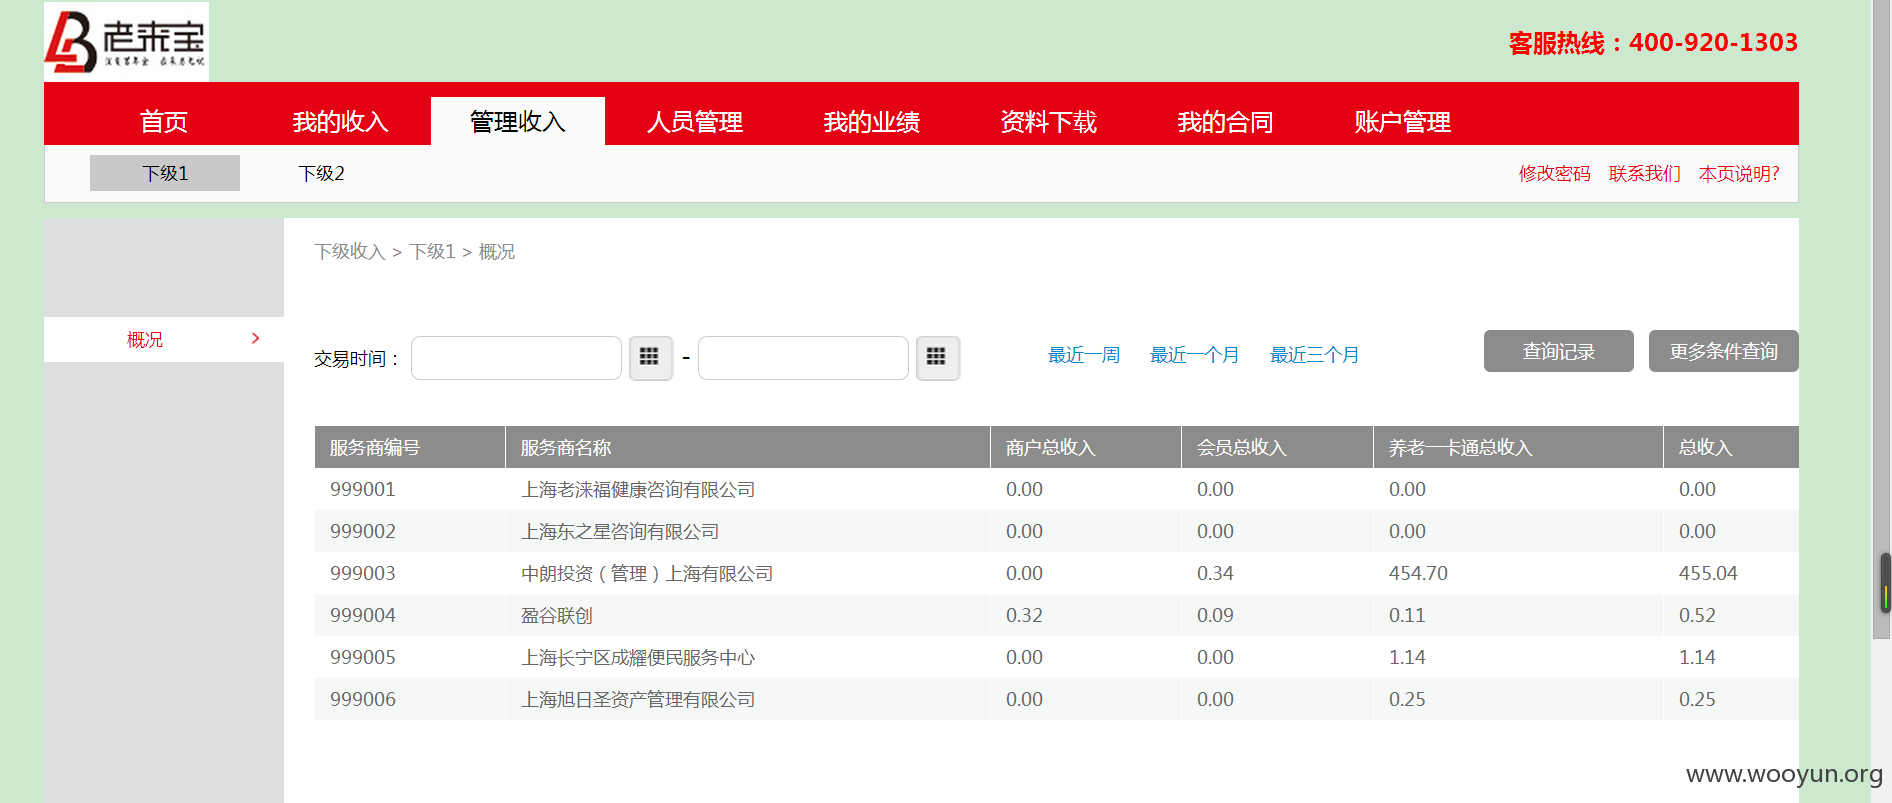 老来宝
客服热线：400-920-1303
首页 我的收入 管理收入 人员管理 我的业绩 资料下载 我的合同 账户管理
下级1 下级2 修改密码 联系我们 本页说明?
下级收入 > 下级1 > 概况
概况
交易时间： - 最近一周 最近一个月 最近三个月 查询记录 更多条件查询
服务商编号 服务商名称 商户总收入 会员总收入 养老一卡通总收入 总收入
999001 上海老涞福健康咨询有限公司 0.00 0.00 0.00 0.00
999002 上海东之星咨询有限公司 0.00 0.00 0.00 0.00
999003 中朗投资（管理）上海有限公司 0.00 0.34 454.70 455.04
999004 盈谷联创 0.32 0.09 0.11 0.52
999005 上海长宁区成耀便民服务中心 0.00 0.00 1.14 1.14
999006 上海旭日圣资产管理有限公司 0.00 0.00 0.25 0.25
www.wooyun.org